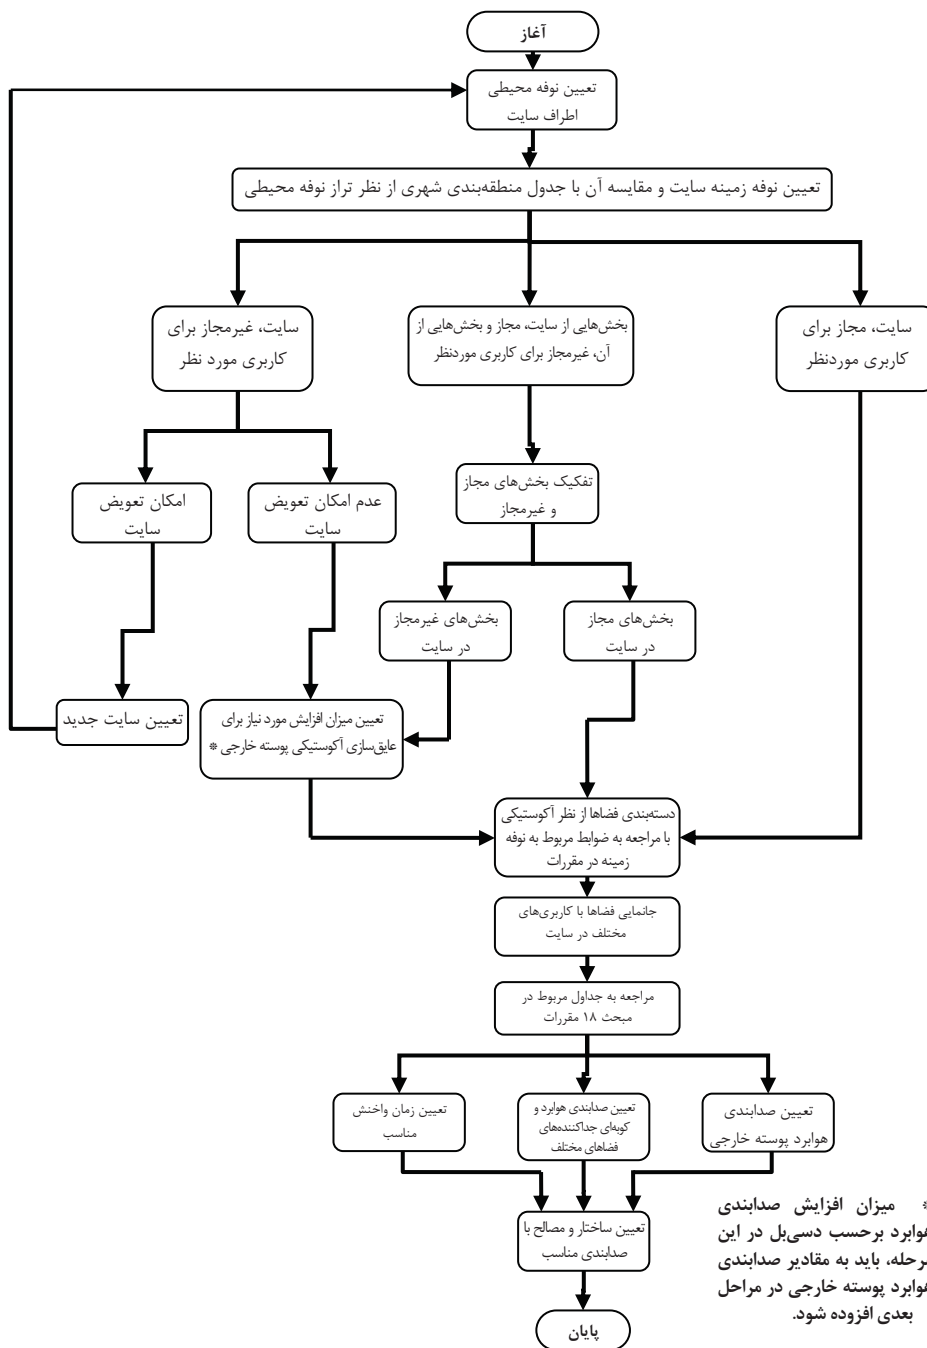 آغاز
تعیین نوفه محیطی
اطراف سایت
تعیین نوفه زمینه سایت و مقایسه آن با جدول منطقه‌بندی شهری از نظر تراز نوفه محیطی
سایت، مجاز برای
کاربری موردنظر
بخش‌هایی از سایت، مجاز و بخش‌هایی از
آن، غیرمجاز برای کاربری موردنظر
سایت، غیرمجاز برای
کاربری مورد نظر
تفکیک بخش‌های مجاز
و غیرمجاز
عدم امکان تعویض
سایت
امکان تعویض
سایت
بخش‌های مجاز
در سایت
بخش‌های غیرمجاز
در سایت
تعیین میزان افزایش مورد نیاز برای
عایق‌سازی آکوستیکی پوسته خارجی *
تعیین سایت جدید
دسته‌بندی فضاها از نظر آکوستیکی
با مراجعه به ضوابط مربوط به نوفه
زمینه در مقررات
جانمایی فضاها با کاربری‌های
مختلف در سایت
مراجعه به جداول مربوط در
مبحث ۱۸ مقررات
تعیین صدابندی
هوابرد پوسته خارجی
تعیین صدابندی هوابرد و
کوبه‌ای جداکننده‌های
فضاهای مختلف
تعیین زمان واخنش
مناسب
تعیین ساختار و مصالح با
صدابندی مناسب
پایان
* میزان افزایش صدابندی
هوابرد برحسب دسی‌بل در این
مرحله، باید به مقادیر صدابندی
هوابرد پوسته خارجی در مراحل
بعدی افزوده شود.